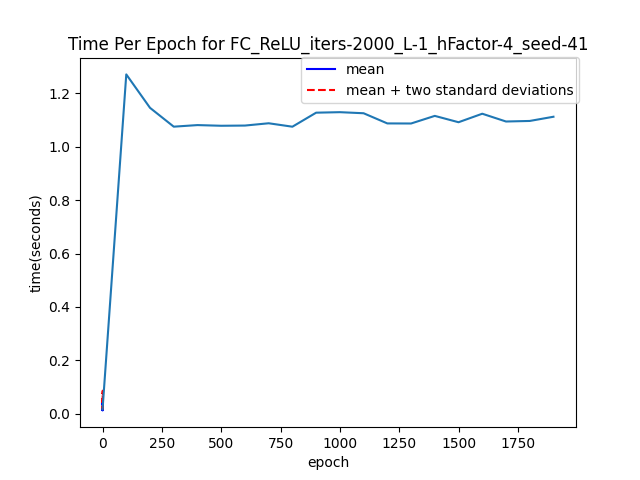 Time Per Epoch for FC_ReLU_iters-2000_L-1_hFactor-4_seed-41
mean
mean + two standard deviations
1.2
1.0
0.8
0.6
0.4
0.2
0.0
time(seconds)
0 250 500 750 1000 1250 1500 1750
epoch